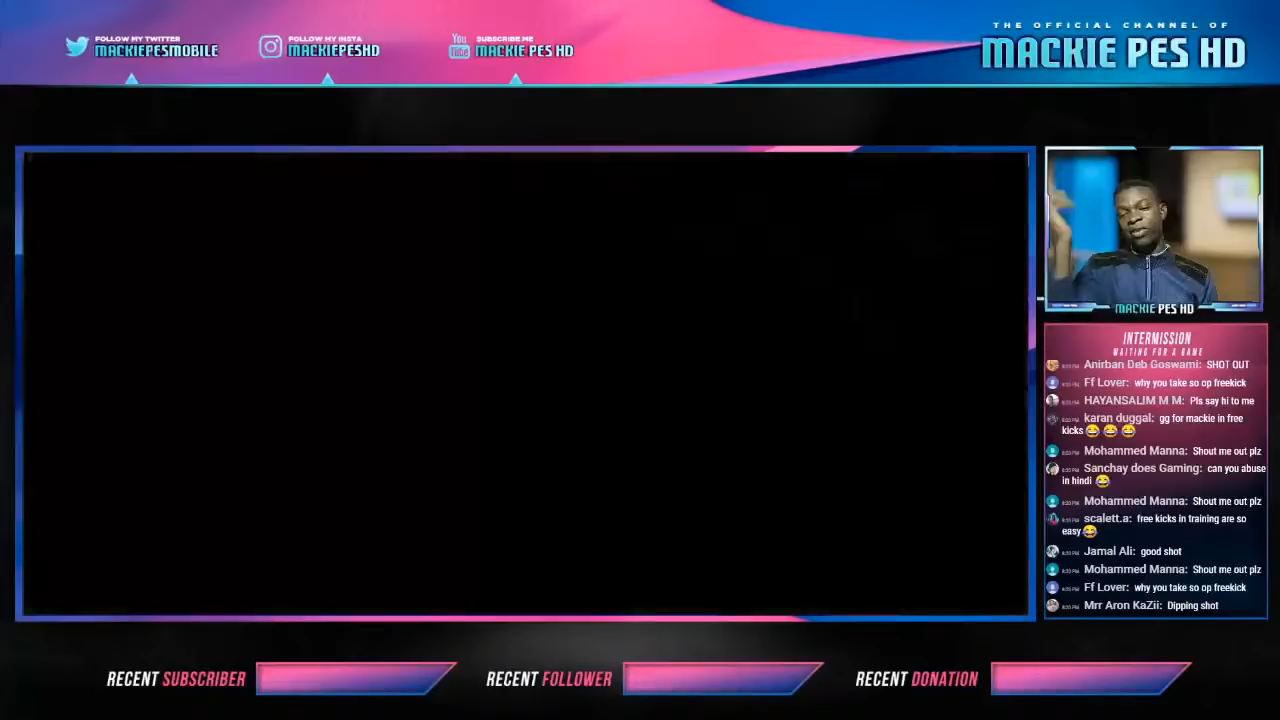 FOLLOW MY TWITTER
MACKIEPESMOBILE
FOLLOW MY INSTA
MACKIEPESHD
You
Tube
SUBSCRIBE ME
MACKIE PES HD
THE OFFICIAL CHANNEL OF
MACKIE PES HD
MACKIE PES HD
INTERMISSION
WAITING FOR A GAME
Anirban Deb Goswami: SHOT OUT
Ff Lover: why you take so op freekick
HAYANSALIM M M: Pls say hi to me
karan duggal: gg for mackie in free
kicks 😂 😂 😂
Mohammed Manna: Shout me out plz
Sanchay does Gaming: can you abuse
in hindi 😂
Mohammed Manna: Shout me out plz
scalett.a: free kicks in training are so
easy 😂
Jamal Ali: good shot
Mohammed Manna: Shout me out plz
Ff Lover: why you take so op freekick
Mrr Aron KaZii: Dipping shot
RECENT SUBSCRIBER
RECENT FOLLOWER
RECENT DONATION